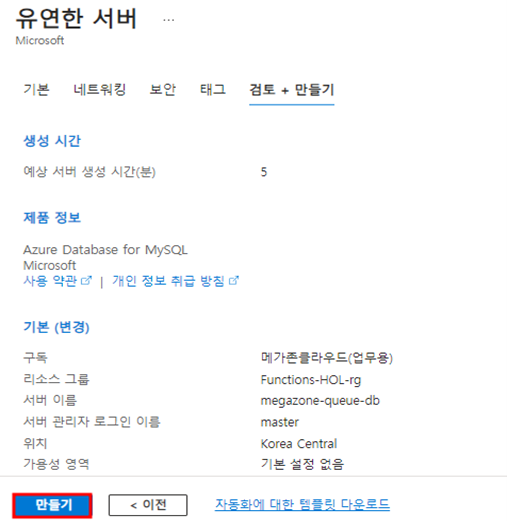 유연한 서버 ...
Microsoft
기본 네트워킹 보안 태그 검토 + 만들기
생성 시간
예상 서버 생성 시간(분) 5
제품 정보
Azure Database for MySQL
Microsoft
사용 약관 | 개인 정보 취급 방침
기본 (변경)
구독 메가존클라우드(업무용)
리소스 그룹 Functions-HOL-rg
서버 이름 megazone-queue-db
서버 관리자 로그인 이름 master
위치 Korea Central
가용성 영역 기본 설정 없음
만들기 < 이전 자동화에 대한 템플릿 다운로드